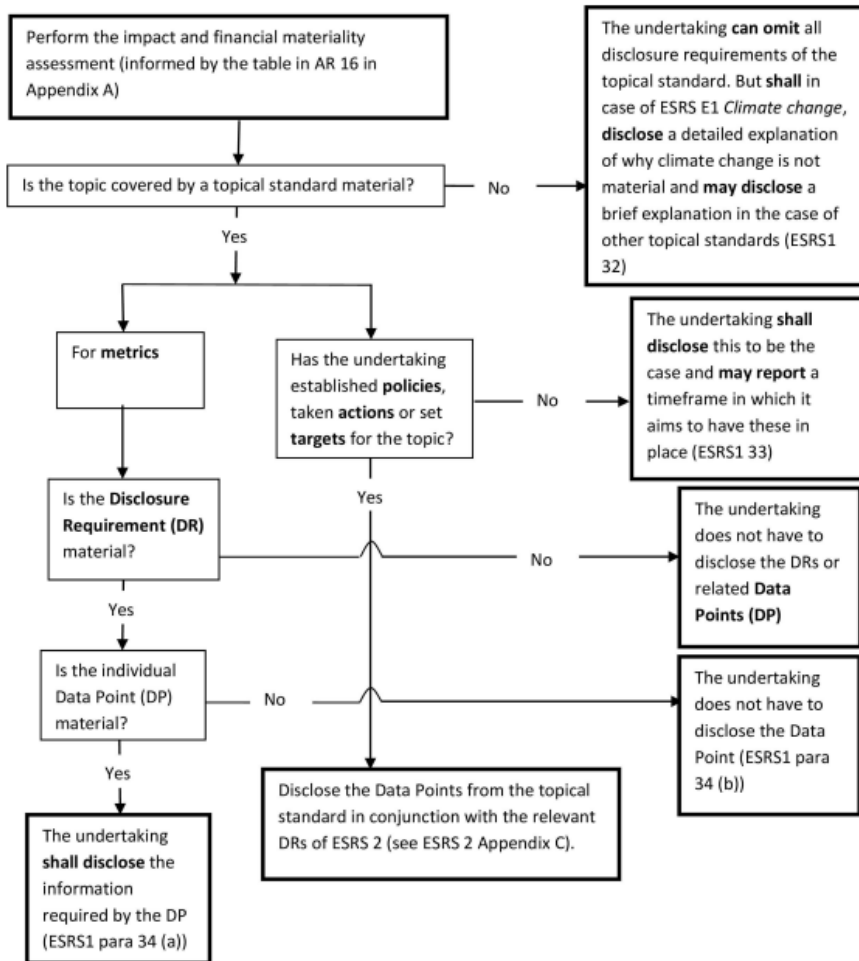 Perform the impact and financial materiality
assessment (informed by the table in AR 16 in
Appendix A)
The undertaking can omit all
disclosure requirements of the
topical standard. But shall in
case of ESRS E1 Climate change,
disclose a detailed explanation
of why climate change is not
material and may disclose a
brief explanation in the case of
other topical standards (ESRS1
32)
Is the topic covered by a topical standard material?
No
Yes
For metrics
Has the undertaking
established policies,
taken actions or set
targets for the topic?
No
The undertaking shall
disclose this to be the
case and may report a
timeframe in which it
aims to have these in
place (ESRS1 33)
Yes
Is the Disclosure
Requirement (DR)
material?
No
The undertaking
does not have to
disclose the DRs or
related Data
Points (DP)
Yes
Is the individual
Data Point (DP)
material?
No
The undertaking
does not have to
disclose the Data
Point (ESRS1 para
34 (b))
Yes
Disclose the Data Points from the topical
standard in conjunction with the relevant
DRs of ESRS 2 (see ESRS 2 Appendix C).
The undertaking
shall disclose the
information
required by the DP
(ESRS1 para 34 (a))